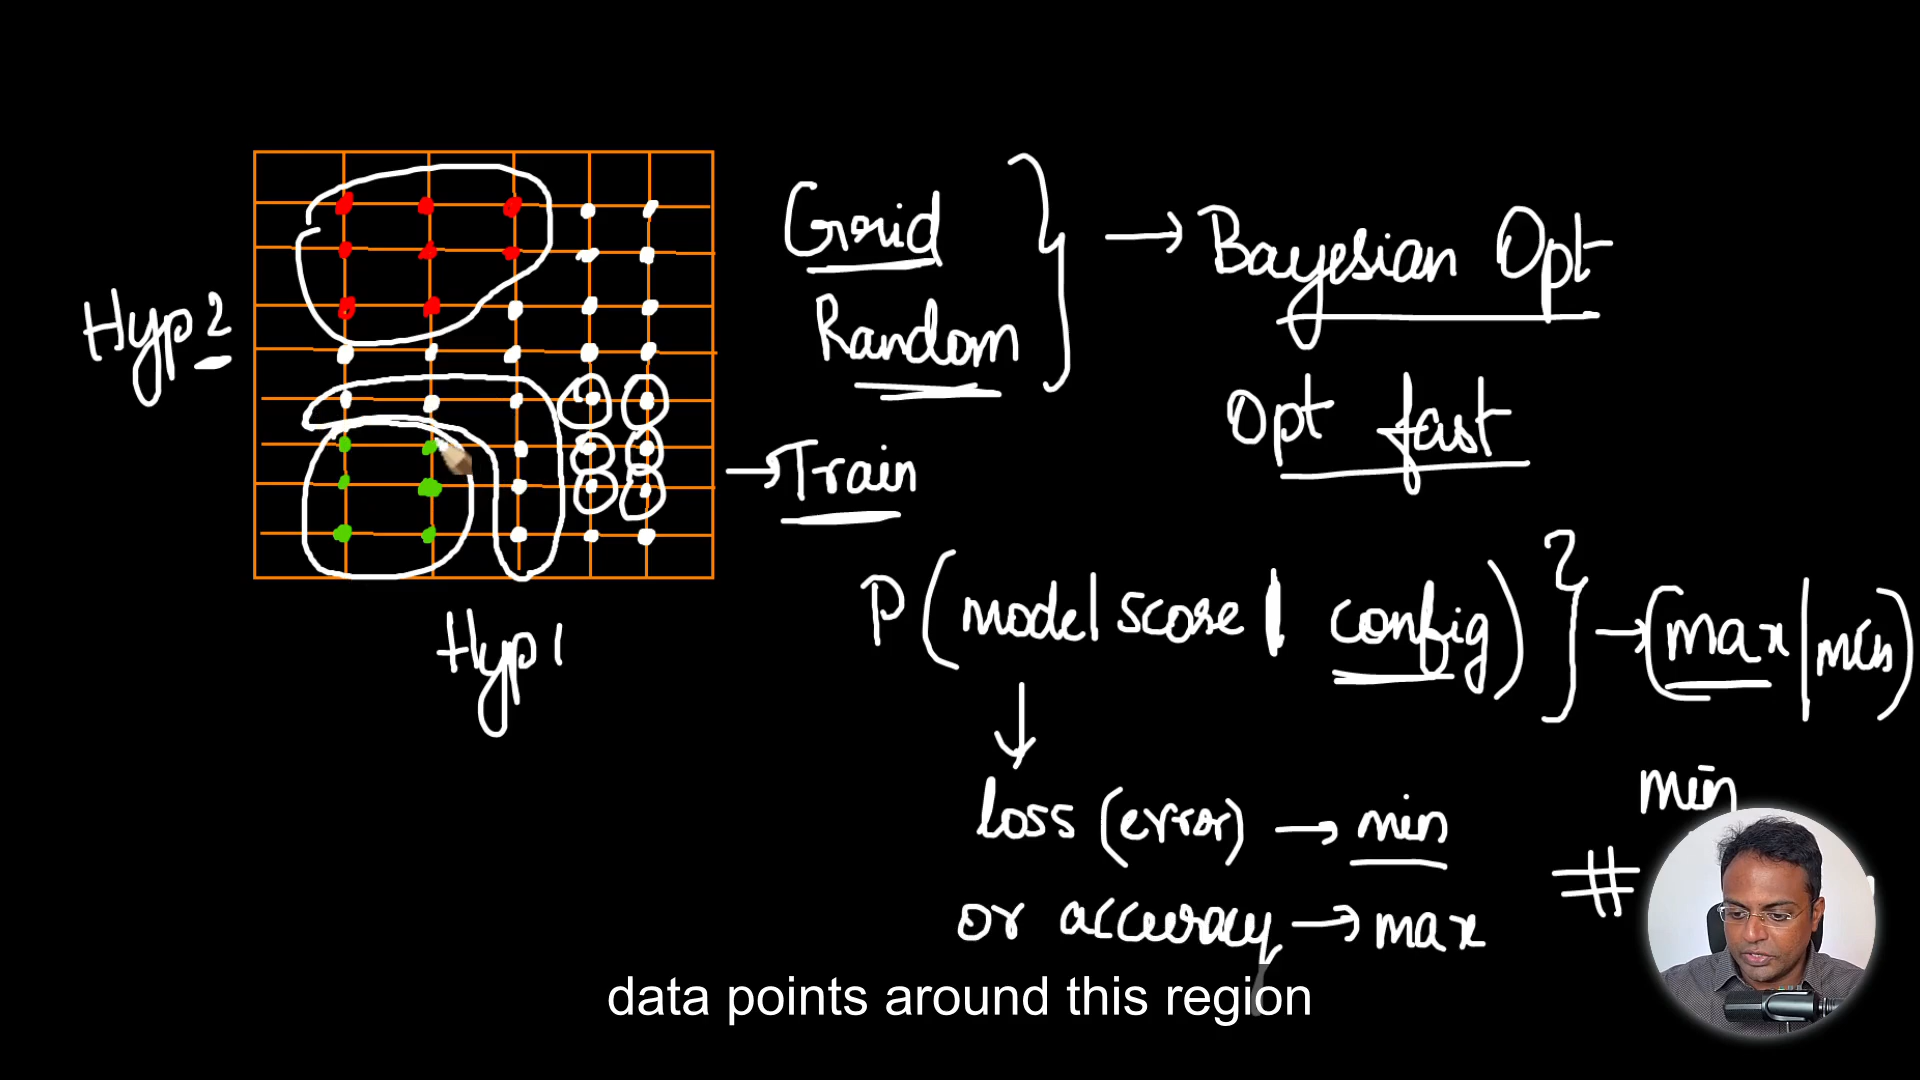 Hyp 2
Hyp 1
Grid
Random
→ Bayesian Opt
Opt fast
→ Train
P(model score | config) } → (max | min)
↓
loss (error) → min
or accuracy → max
min
#
data points around this region